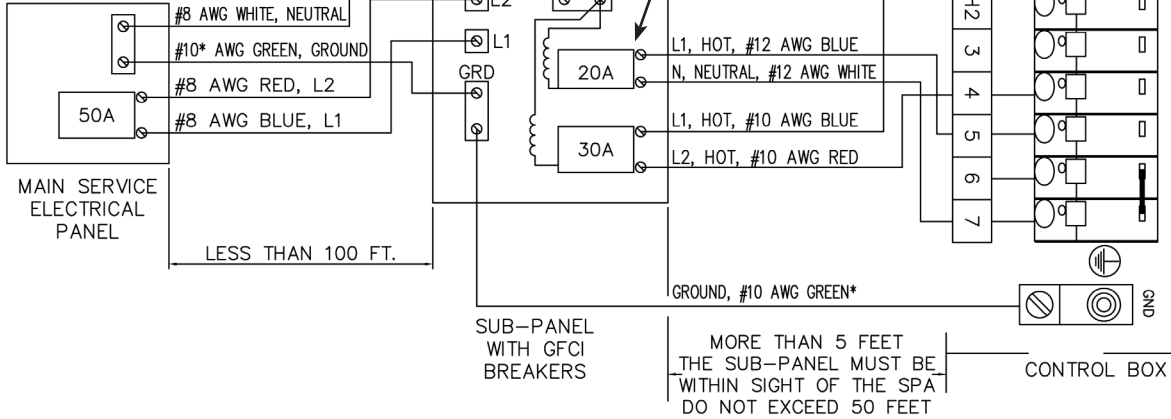 #8 AWG WHITE, NEUTRAL
#10* AWG GREEN, GROUND
#8 AWG RED, L2
#8 AWG BLUE, L1
50A
MAIN SERVICE
ELECTRICAL
PANEL
LESS THAN 100 FT.
L2
L1
GRD
20A
30A
L1, HOT, #12 AWG BLUE
N, NEUTRAL, #12 AWG WHITE
L1, HOT, #10 AWG BLUE
L2, HOT, #10 AWG RED
GROUND, #10 AWG GREEN*
SUB-PANEL
WITH GFCI
BREAKERS
MORE THAN 5 FEET
THE SUB-PANEL MUST BE
WITHIN SIGHT OF THE SPA
DO NOT EXCEED 50 FEET
H2
3
4
5
6
7
GND
CONTROL BOX